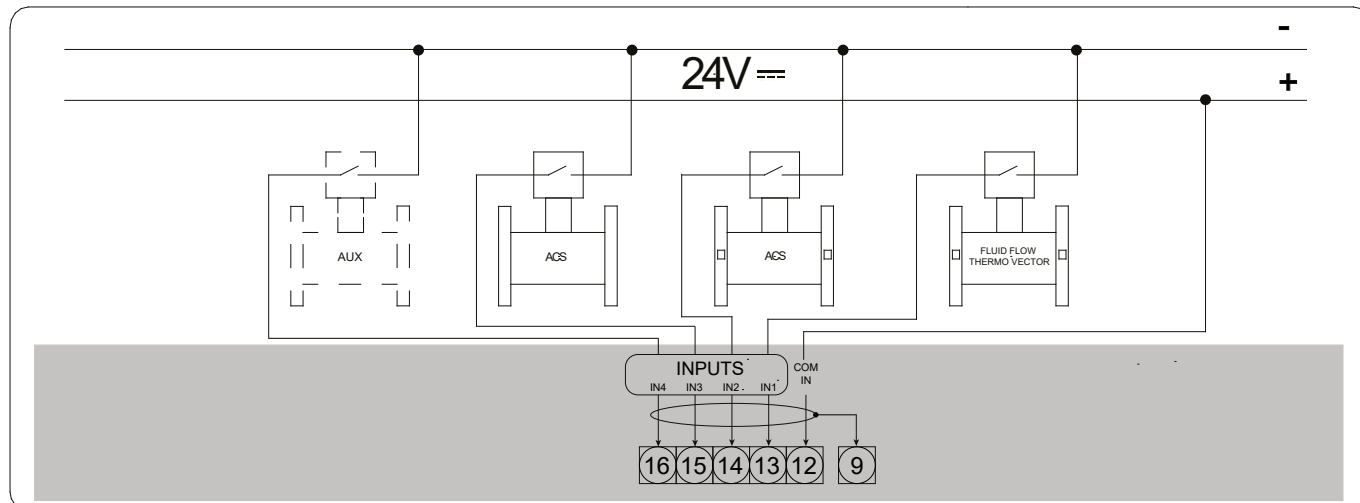 -
24V
+
AUX
ACS
ACS
FLUID FLOW
THERMO VECTOR
INPUTS
IN4 IN3 IN2 IN1
COM
IN
16 15 14 13 12 9